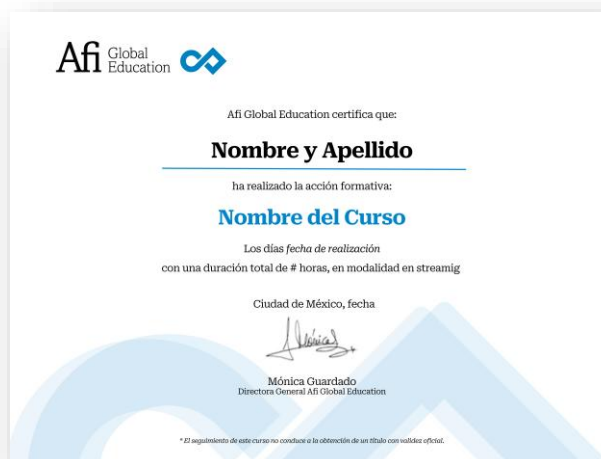 Afi Global
Education
Afi Global Education certifica que:
Nombre y Apellido
ha realizado la acción formativa:
Nombre del Curso
Los días fecha de realización
con una duración total de # horas, en modalidad en streamig
Ciudad de México, fecha
Mónica
Mónica Guardado
Directora General Afi Global Education
* El seguimiento de este curso no conduce a la obtención de un título con validez oficial.